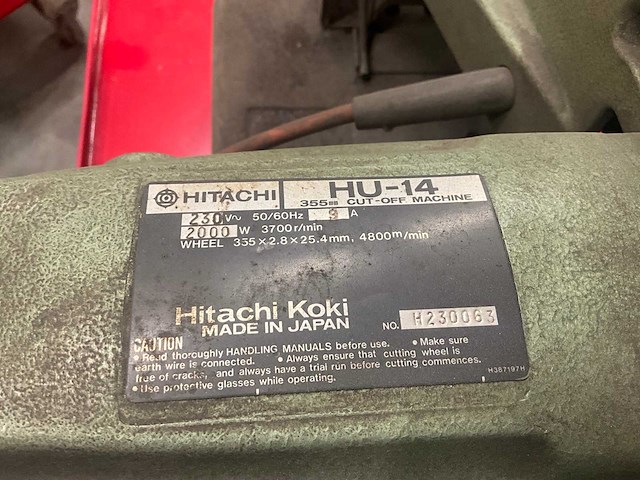 HITACHI HU-14
355mm CUT-OFF MACHINE
230 V~ 50/60Hz 9 A
2000 W 3700r/min
WHEEL 355×2.8×25.4mm, 4800m/min
Hitachi Koki
MADE IN JAPAN NO. H230063
CAUTION
• Read thoroughly HANDLING MANUALS before use. • Make sure
earth wire is connected. • Always ensure that cutting wheel is
free of cracks, and always have a trial run before cutting commences.
• Use protective glasses while operating. H387197H